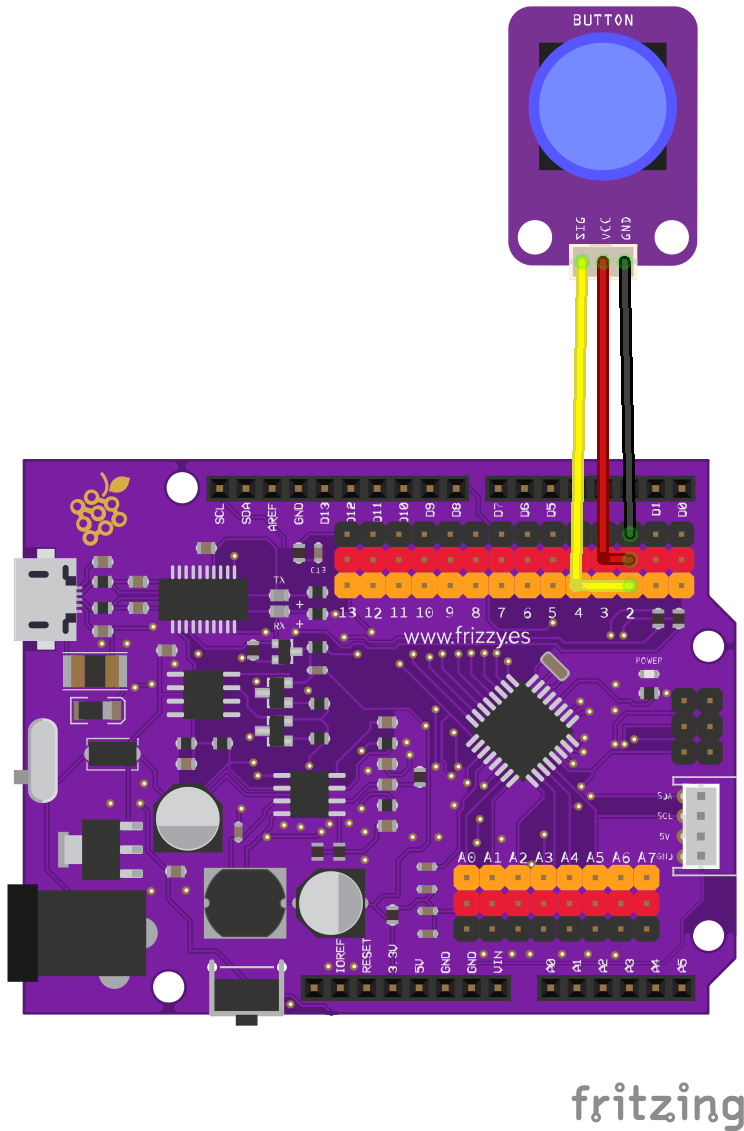 BUTTON
SIG VCC GND
SCL SDA AREF GND D13 D12 D11 D10 D9 D8 D7 D6 D5 D1 D0
C13
TX
+
RX
+
13 12 11 10 9 8 7 6 5 4 3 2
www.frizzy.es
POWER
SDA
SCL
5V
GND
A0 A1 A2 A3 A4 A5 A6 A7
IOREF RESET 3.3V 5V GND GND VIN A0 A1 A2 A3 A4 A5
fritzing